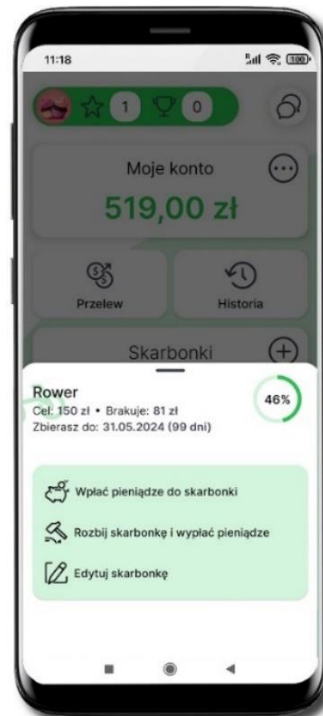 11:18
100
1
0
Moje konto
519,00 zł
Przelew
Historia
Skarbonki
Rower
46%
Cel: 150 zł • Brakuje: 81 zł
Zbierasz do: 31.05.2024 (99 dni)
Wpłać pieniądze do skarbonki
Rozbij skarbonkę i wypłać pieniądze
Edytuj skarbonkę